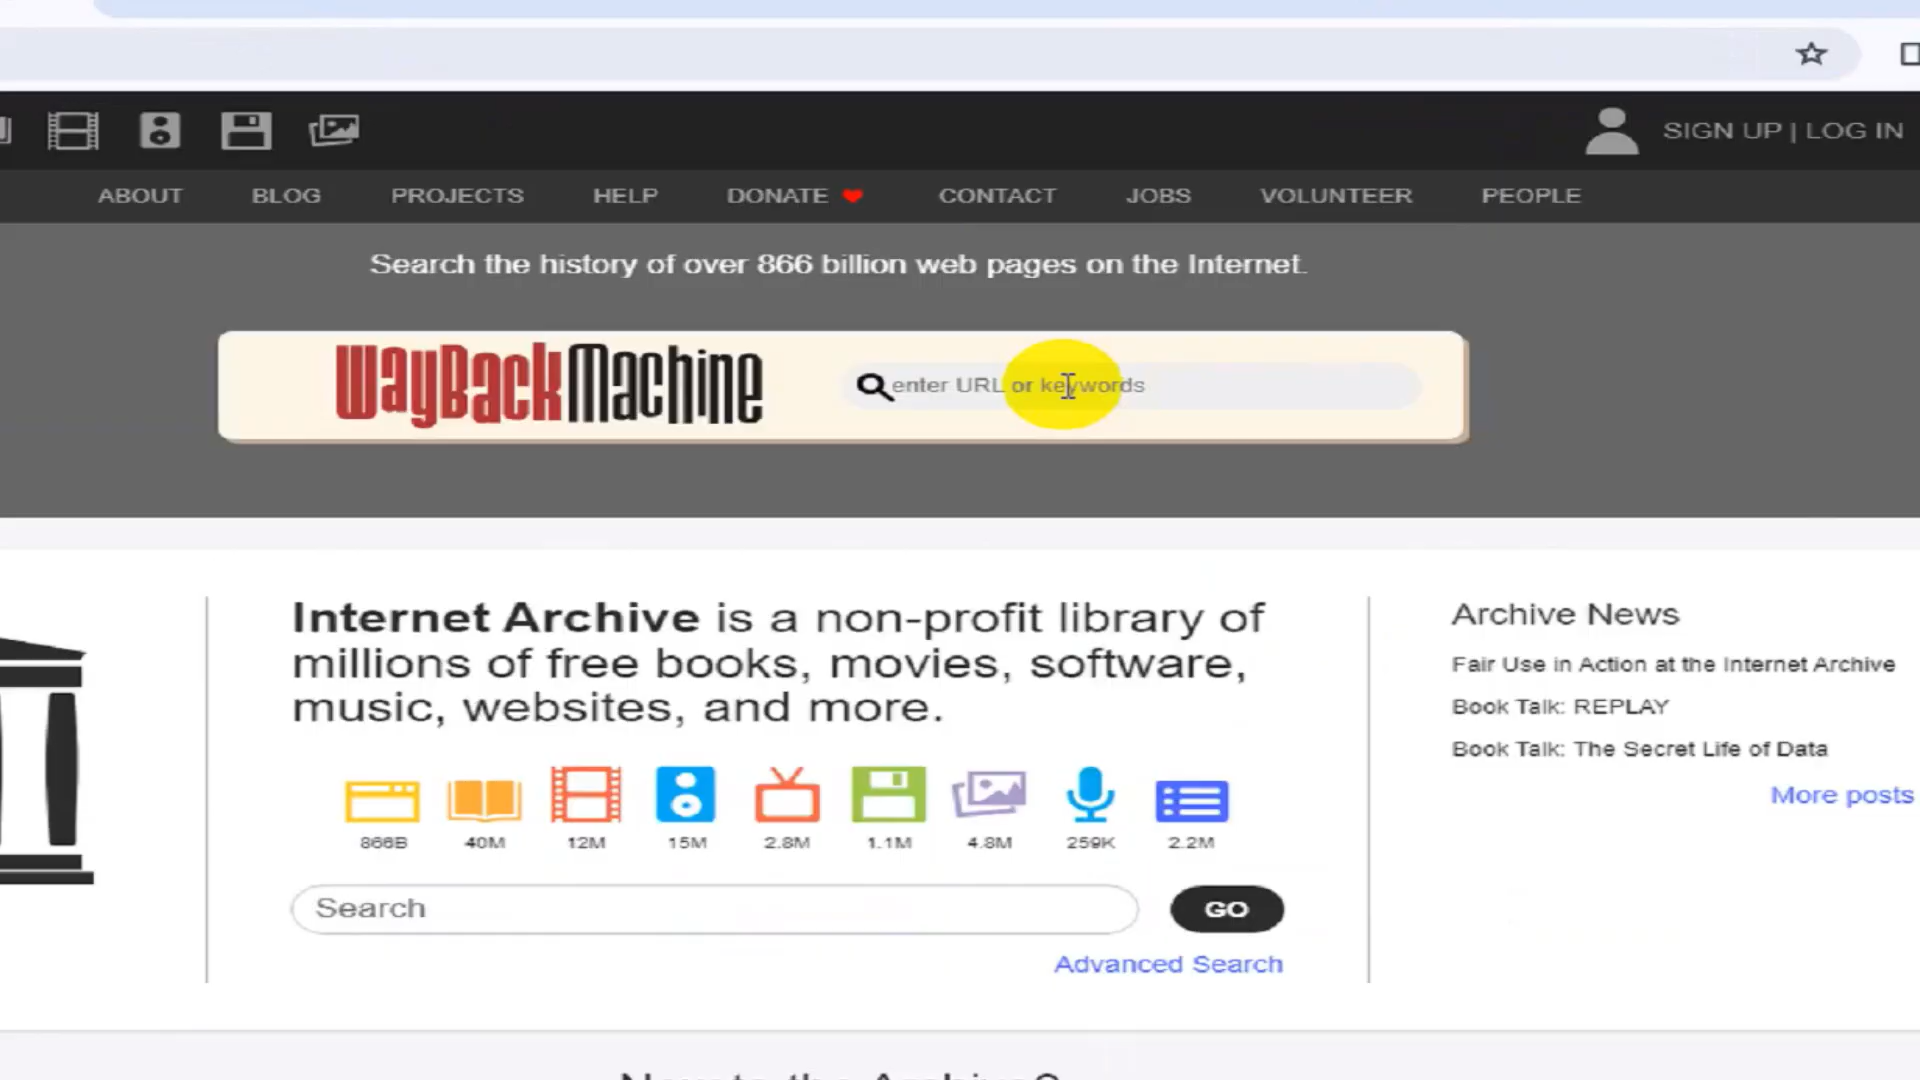 SIGN UP | LOG IN
ABOUT BLOG PROJECTS HELP DONATE CONTACT JOBS VOLUNTEER PEOPLE
Search the history of over 866 billion web pages on the Internet.
WayBackMachine
enter URL or keywords
Internet Archive is a non-profit library of
millions of free books, movies, software,
music, websites, and more.
866B 40M 12M 15M 2.8M 1.1M 4.8M 259K 2.2M
Search
GO
Advanced Search
Archive News
Fair Use in Action at the Internet Archive
Book Talk: REPLAY
Book Talk: The Secret Life of Data
More posts
New to the Archive?